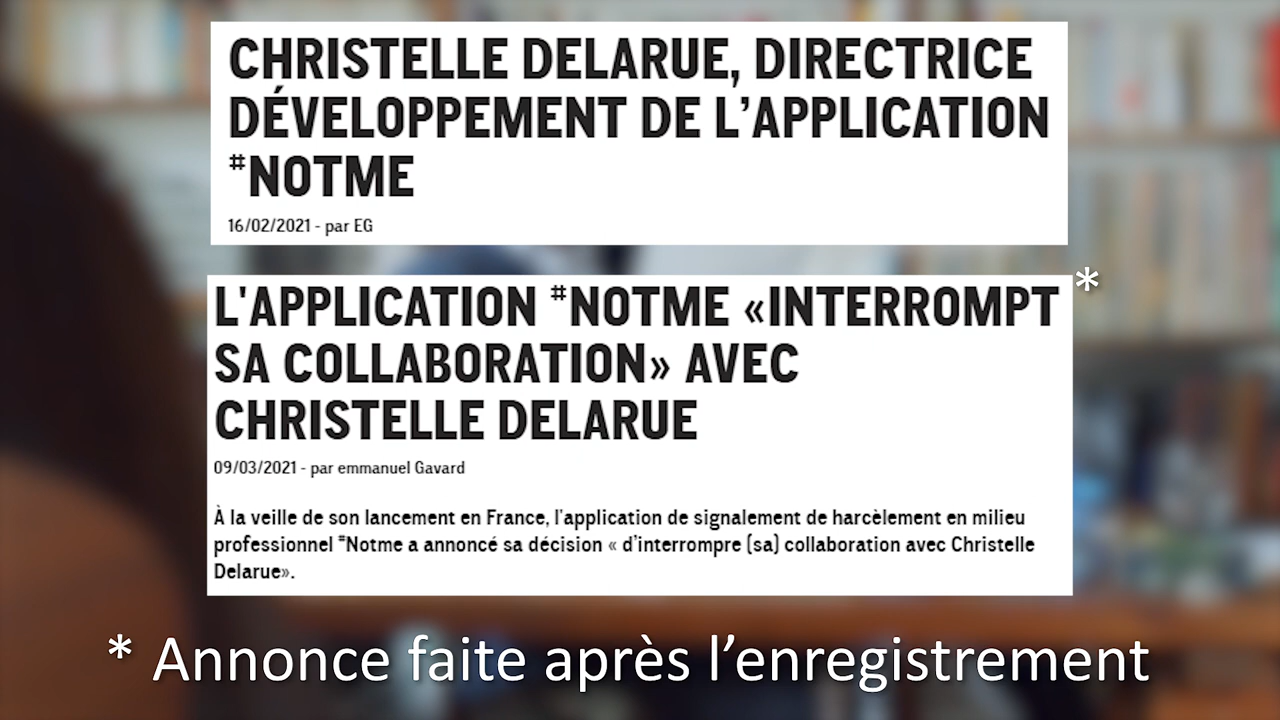 CHRISTELLE DELARUE, DIRECTRICE
DÉVELOPPEMENT DE L'APPLICATION
#NOTME
16/02/2021 - par EG
L'APPLICATION #NOTME «INTERROMPT *
SA COLLABORATION» AVEC
CHRISTELLE DELARUE
09/03/2021 - par emmanuel Gavard
À la veille de son lancement en France, l'application de signalement de harcèlement en milieu
professionnel #Notme a annoncé sa décision « d'interrompre (sa) collaboration avec Christelle
Delarue».
* Annonce faite après l'enregistrement